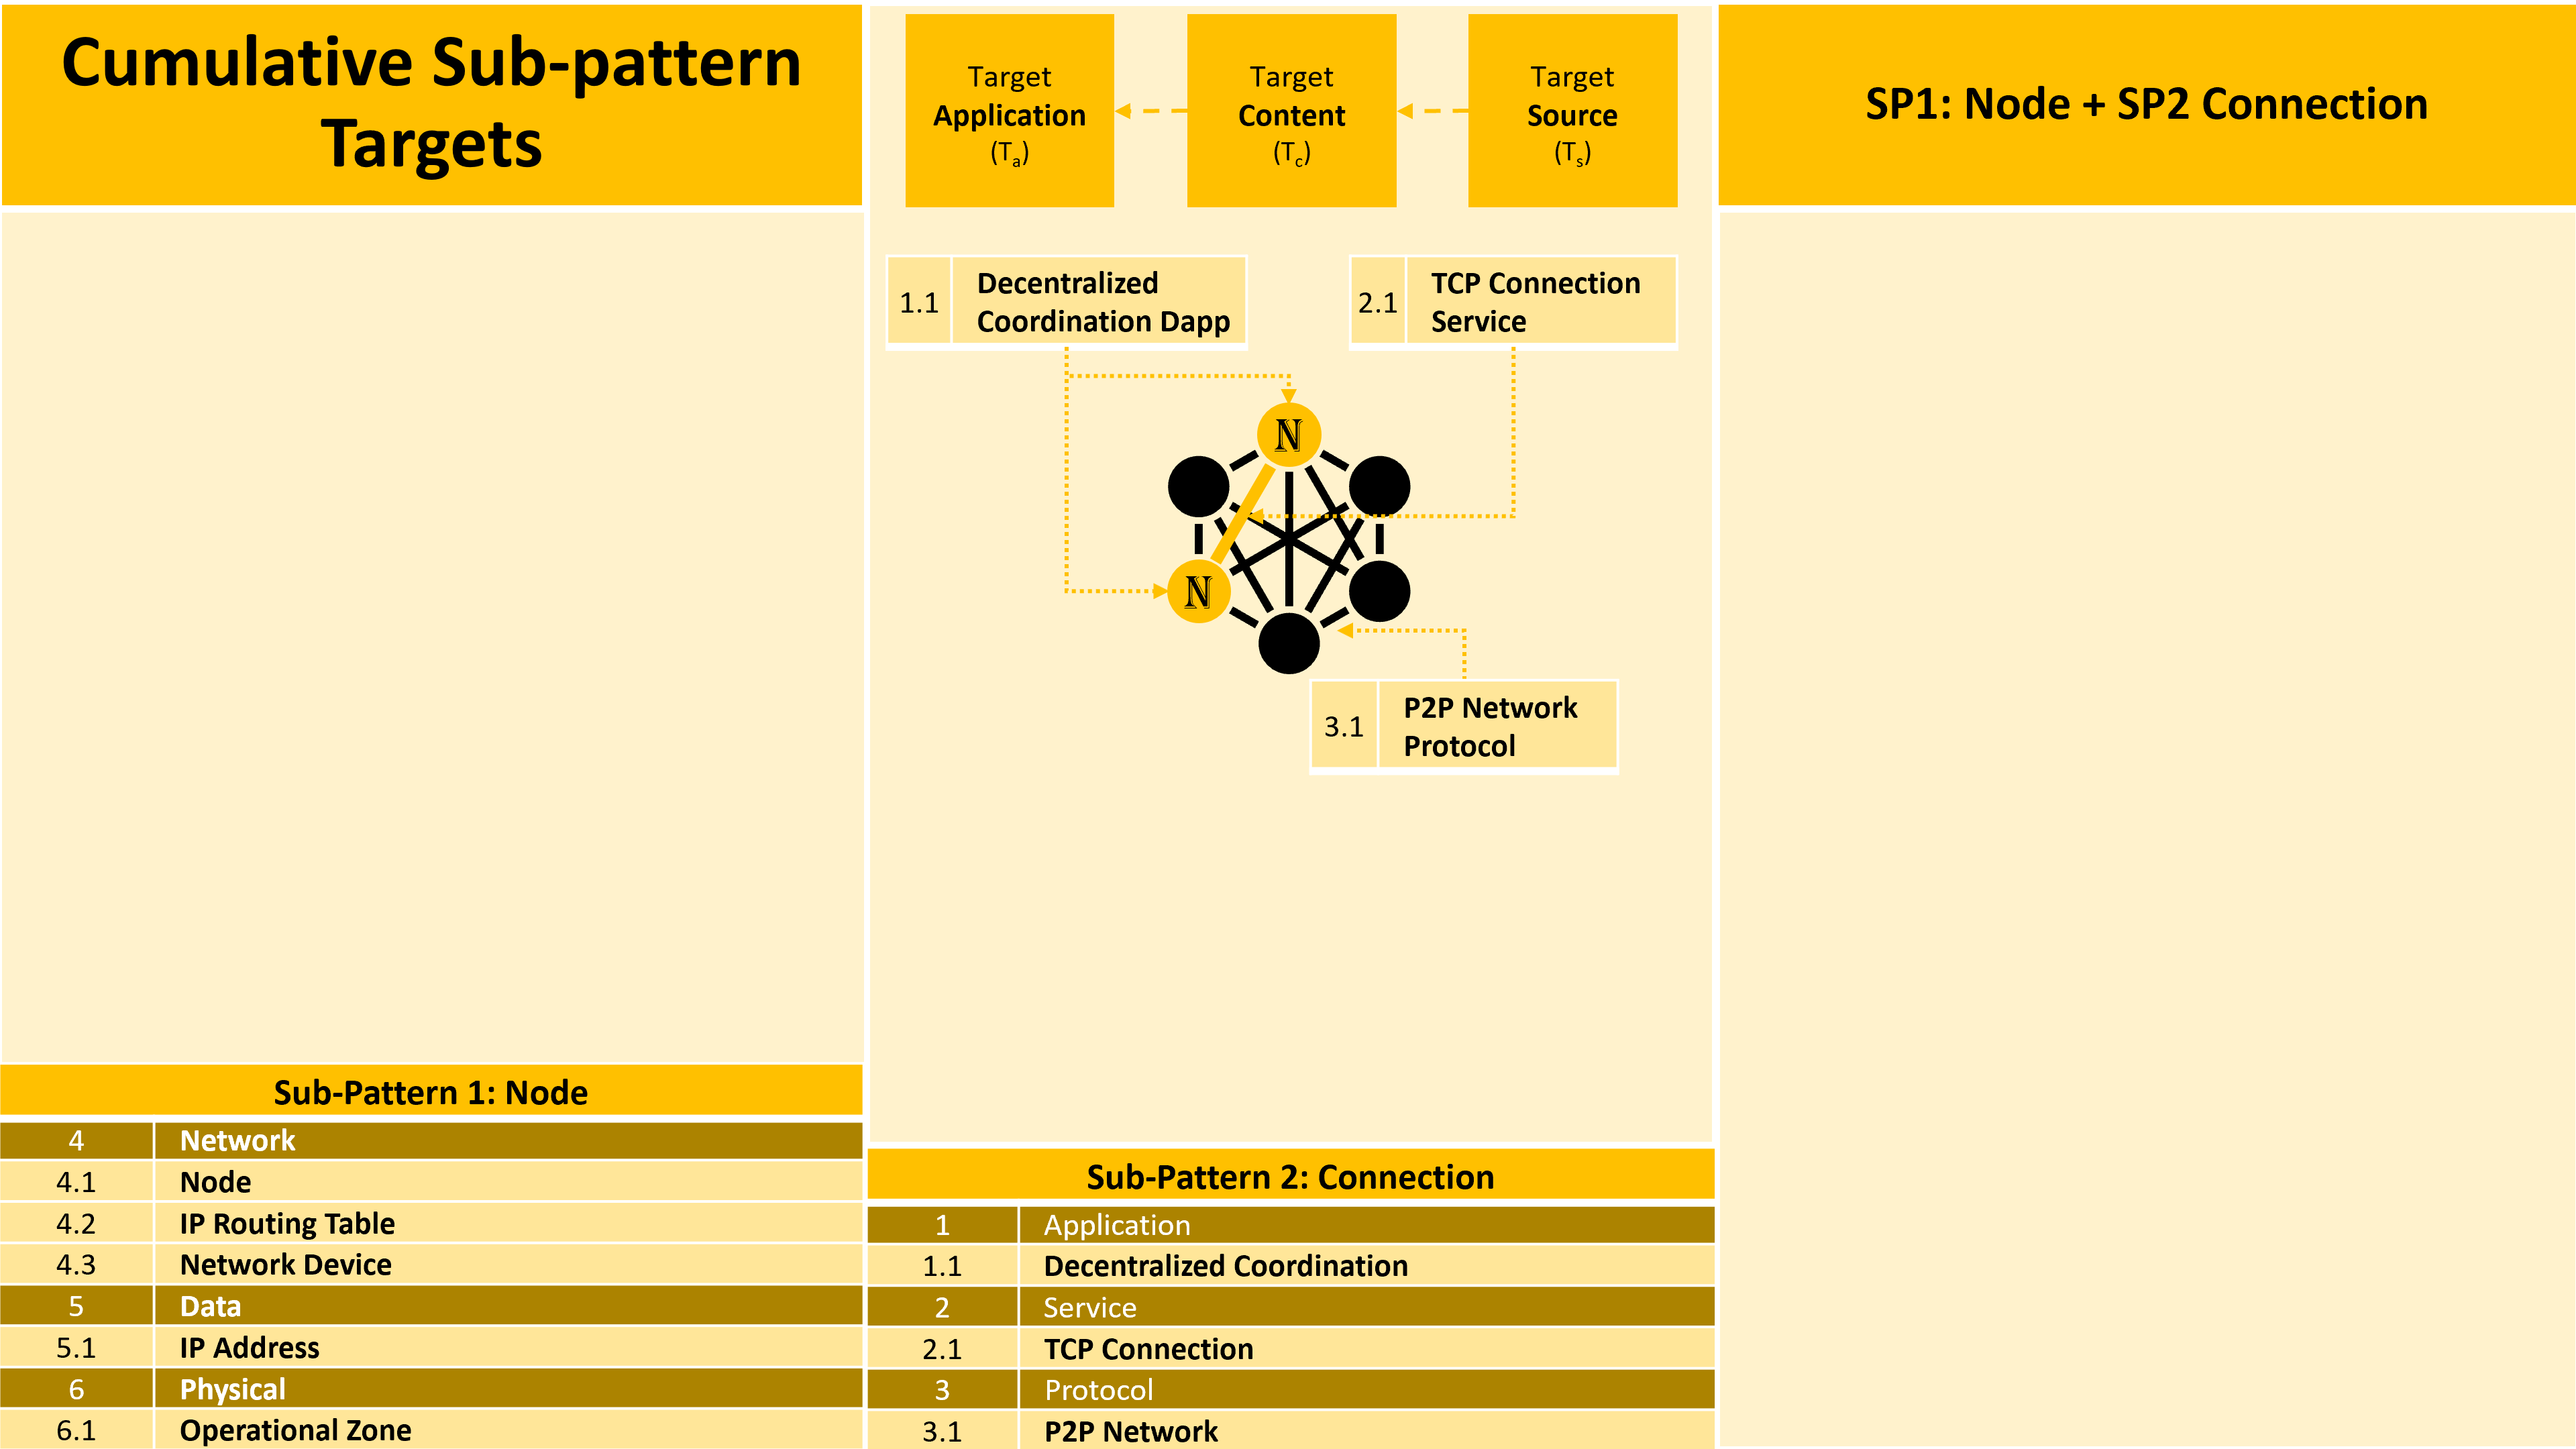 Cumulative Sub-pattern
Targets
Target
Application
(Ta)
Target
Content
(Tc)
Target
Source
(Ts)
SP1: Node + SP2 Connection
1.1 Decentralized
Coordination Dapp
2.1 TCP Connection
Service
N
N
3.1 P2P Network
Protocol
Sub-Pattern 1: Node
4 Network
4.1 Node
4.2 IP Routing Table
4.3 Network Device
5 Data
5.1 IP Address
6 Physical
6.1 Operational Zone
Sub-Pattern 2: Connection
1 Application
1.1 Decentralized Coordination
2 Service
2.1 TCP Connection
3 Protocol
3.1 P2P Network